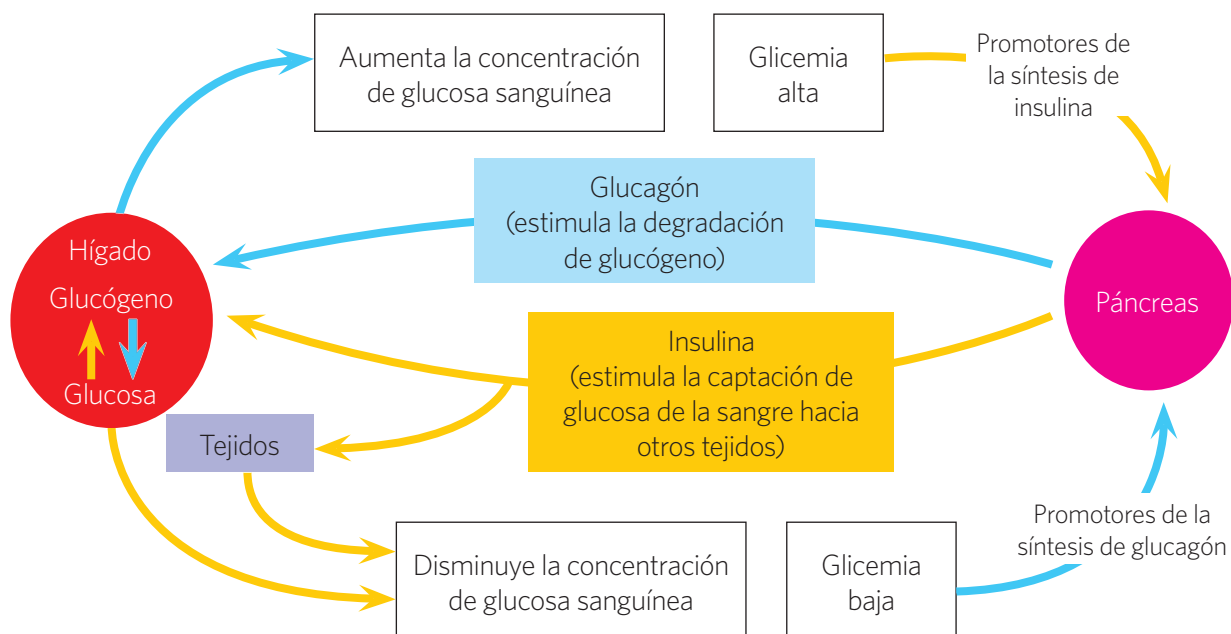 Aumenta la concentración
de glucosa sanguínea
Glicemia
alta
Promotores de
la síntesis de
insulina
Glucagón
(estimula la degradación
de glucógeno)
Hígado
Glucógeno
Glucosa
Páncreas
Insulina
(estimula la captación de
glucosa de la sangre hacia
otros tejidos)
Tejidos
Disminuye la concentración
de glucosa sanguínea
Glicemia
baja
Promotores de la
síntesis de glucagón